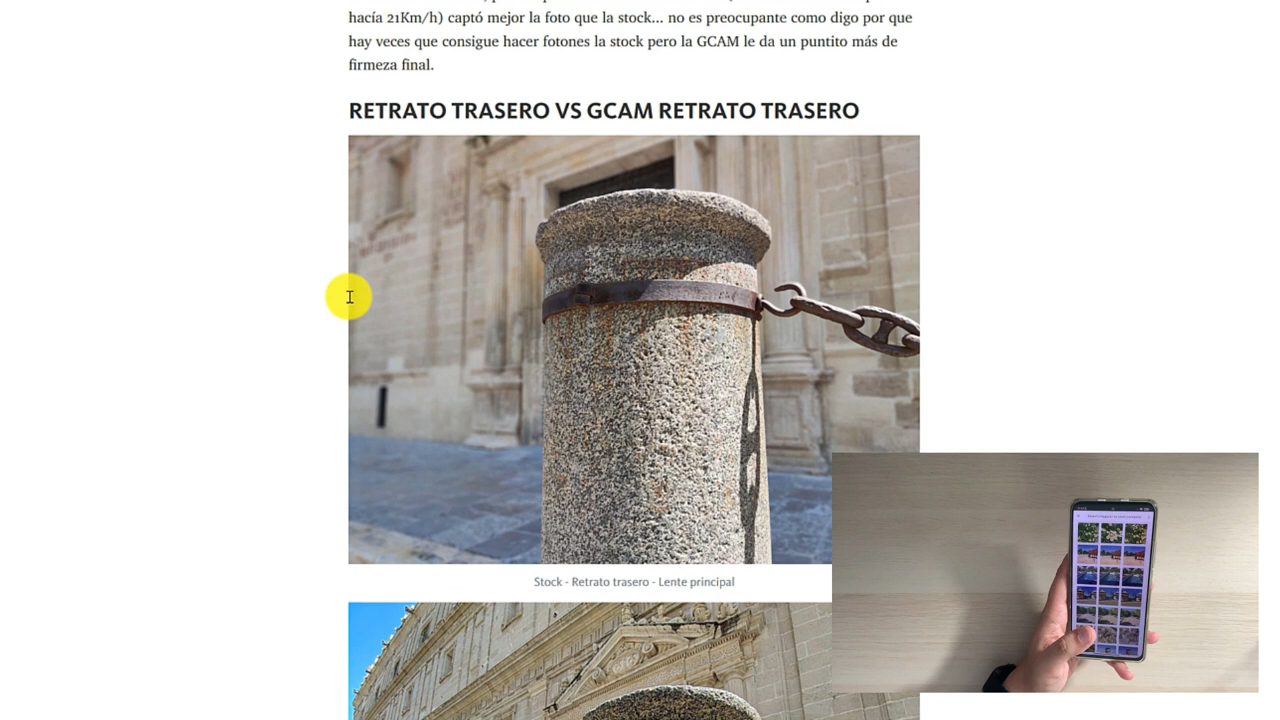 hacía 21Km/h) captó mejor la foto que la stock... no es preocupante como digo por que
hay veces que consigue hacer fotones la stock pero la GCAM le da un puntito más de
firmeza final.
RETRATO TRASERO VS GCAM RETRATO TRASERO
Stock - Retrato trasero - Lente principal